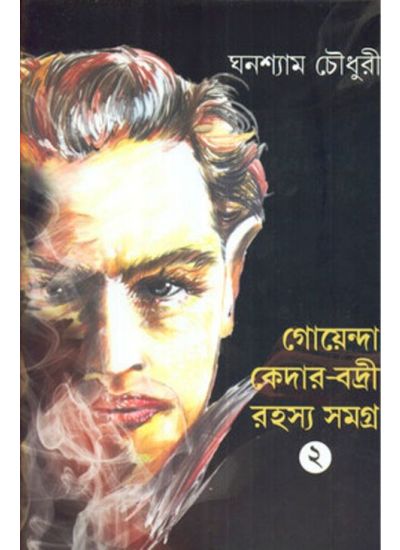 ঘনশ্যাম চৌধুরী
গোয়েন্দা
কেদার-বদ্রী
রহস্য সমগ্র
২